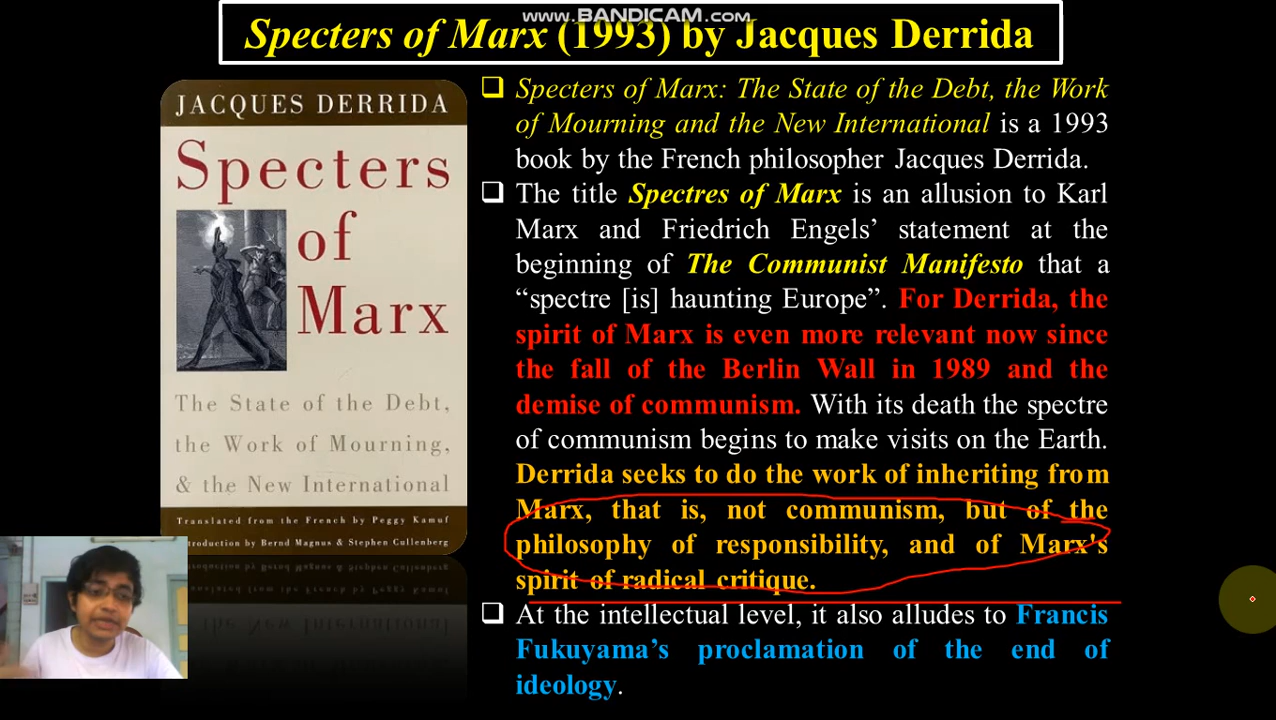 www.BANDICAM.com
Specters of Marx (1993) by Jacques Derrida
JACQUES DERRIDA
Specters
of
Marx
The State of the Debt,
the Work of Mourning,
& the New International
Translated from the French by Peggy Kamuf
troduction by Bernd Magnus & Stephen Cullenberg
Specters of Marx: The State of the Debt, the Work
of Mourning and the New International is a 1993
book by the French philosopher Jacques Derrida.
The title Spectres of Marx is an allusion to Karl
Marx and Friedrich Engels’ statement at the
beginning of The Communist Manifesto that a
“spectre [is] haunting Europe”. For Derrida, the
spirit of Marx is even more relevant now since
the fall of the Berlin Wall in 1989 and the
demise of communism. With its death the spectre
of communism begins to make visits on the Earth.
Derrida seeks to do the work of inheriting from
Marx, that is, not communism, but of the
philosophy of responsibility, and of Marx's
spirit of radical critique.
At the intellectual level, it also alludes to Francis
Fukuyama’s proclamation of the end of
ideology.